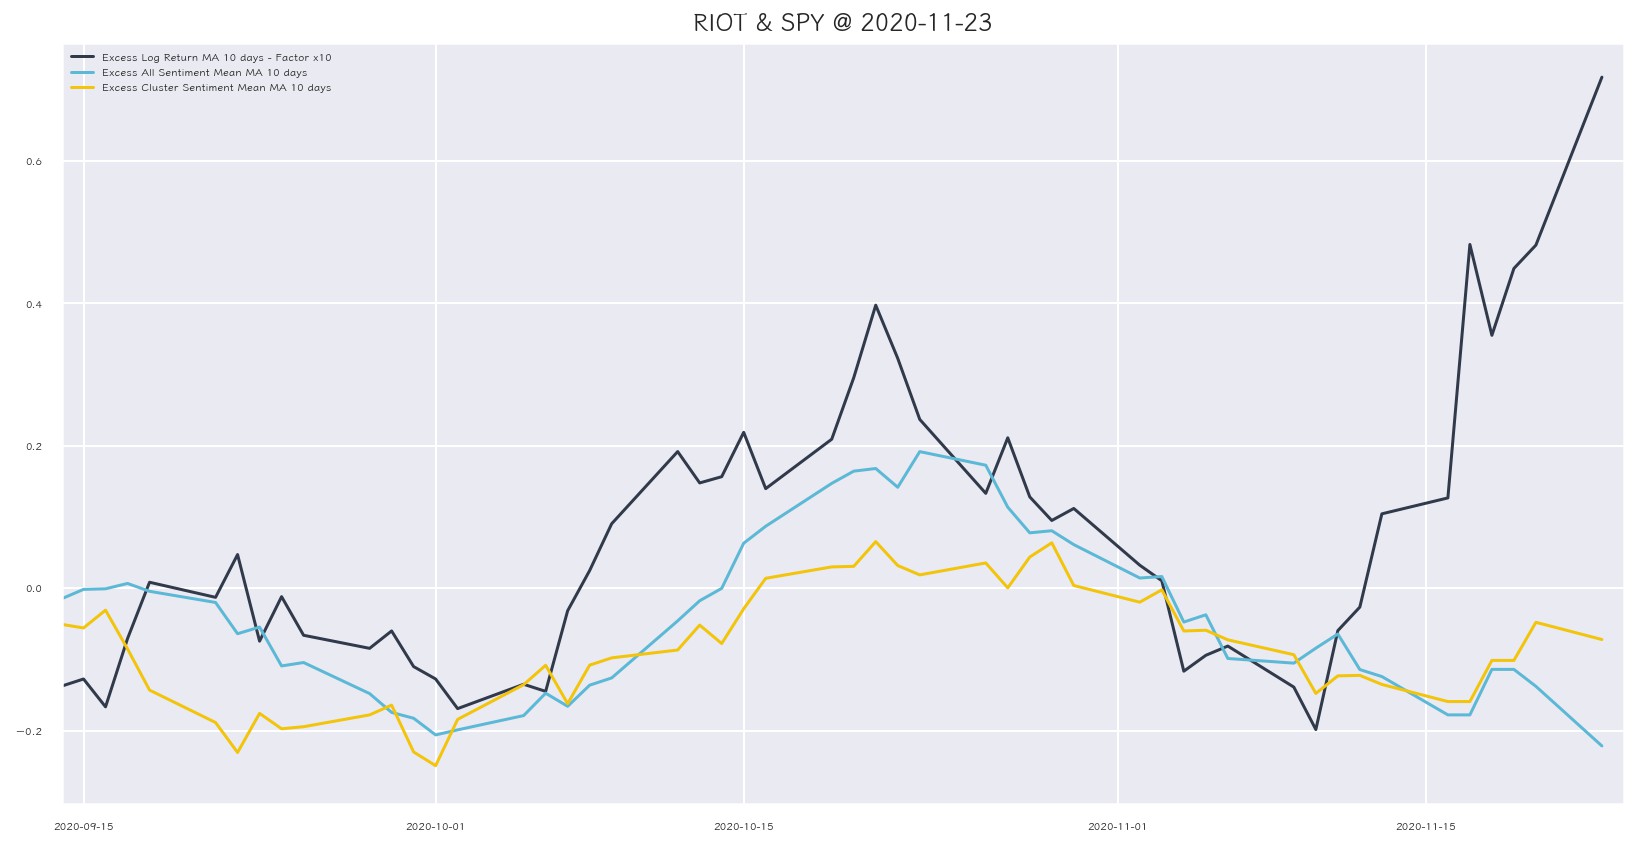 RIOT & SPY @ 2020-11-23
Excess Log Return MA 10 days - Factor x10
Excess All Sentiment Mean MA 10 days
Excess Cluster Sentiment Mean MA 10 days
0.6
0.4
0.2
0.0
−0.2
2020-09-15
2020-10-01
2020-10-15
2020-11-01
2020-11-15